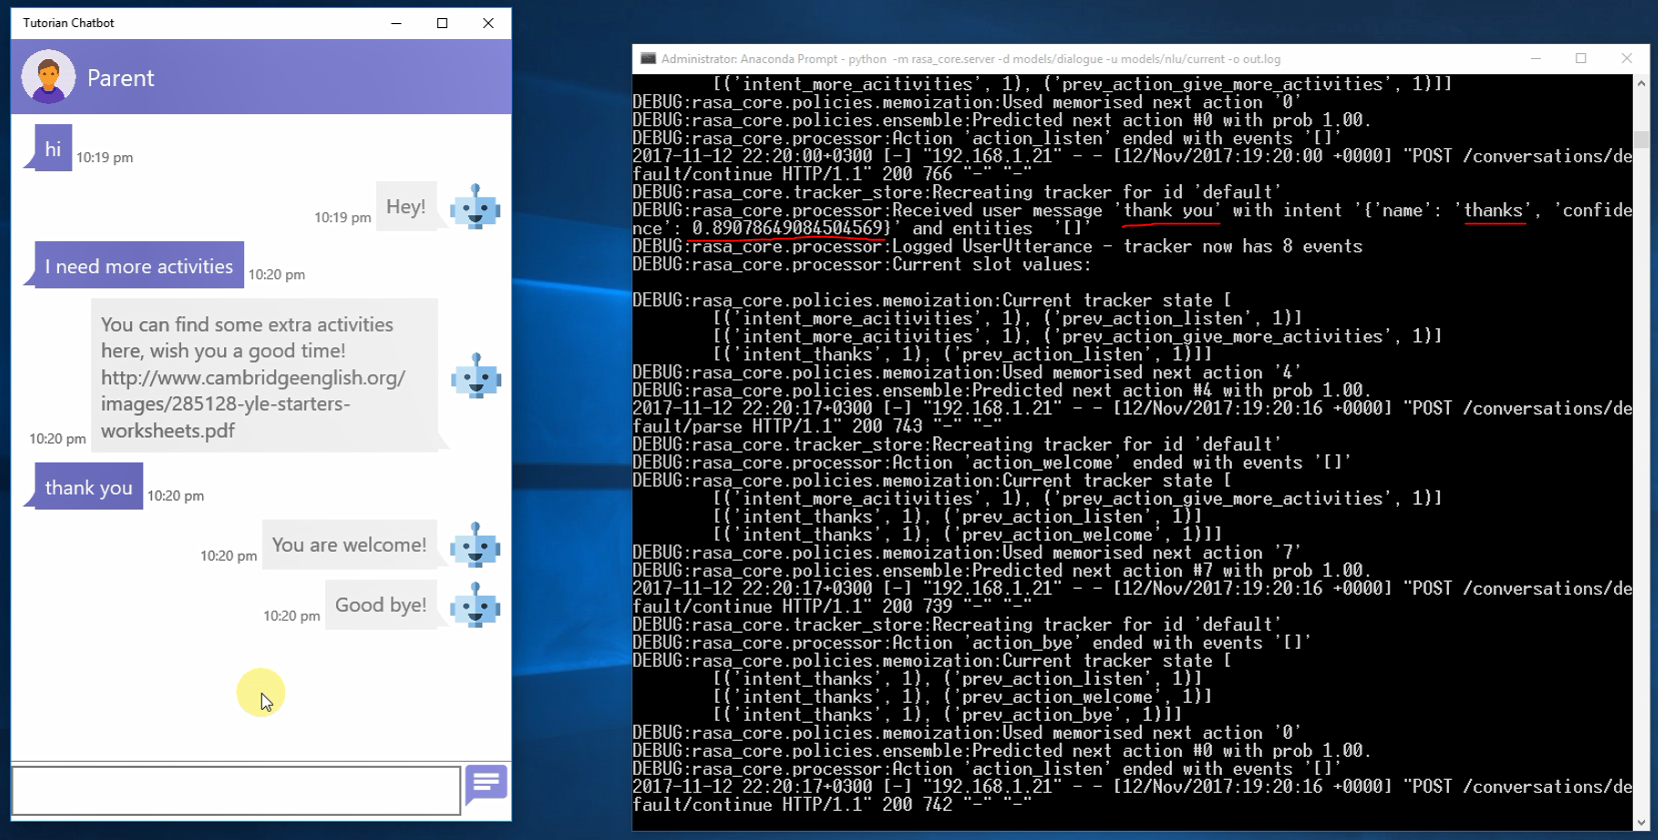 Tutorian Chatbot
Parent
hi
10:19 pm
Hey!
10:19 pm
I need more activities
10:20 pm
You can find some extra activities
here, wish you a good time!
http://www.cambridgeenglish.org/
images/285128-yle-starters-
worksheets.pdf
10:20 pm
thank you
10:20 pm
You are welcome!
10:20 pm
Good bye!
10:20 pm
Administrator: Anaconda Prompt - python  -m rasa_core.server -d models/dialogue -u models/nlu/current -o out.log
[('intent_more_acitivities', 1), ('prev_action_give_more_activities', 1)]]
DEBUG:rasa_core.policies.memoization:Used memorised next action '0'
DEBUG:rasa_core.policies.ensemble:Predicted next action #0 with prob 1.00.
DEBUG:rasa_core.processor:Action 'action_listen' ended with events '[]'
2017-11-12 22:20:00+0300 [-] "192.168.1.21" - - [12/Nov/2017:19:20:00 +0000] "POST /conversations/de
fault/continue HTTP/1.1" 200 766 "-" "-"
DEBUG:rasa_core.tracker_store:Recreating tracker for id 'default'
DEBUG:rasa_core.processor:Received user message 'thank you' with intent '{'name': 'thanks', 'confide
nce': 0.89078649084504569}' and entities  '[]'
DEBUG:rasa_core.processor:Logged UserUtterance - tracker now has 8 events
DEBUG:rasa_core.processor:Current slot values:
DEBUG:rasa_core.policies.memoization:Current tracker state [
[('intent_more_acitivities', 1), ('prev_action_listen', 1)]
[('intent_more_acitivities', 1), ('prev_action_give_more_activities', 1)]
[('intent_thanks', 1), ('prev_action_listen', 1)]]
DEBUG:rasa_core.policies.memoization:Used memorised next action '4'
DEBUG:rasa_core.policies.ensemble:Predicted next action #4 with prob 1.00.
2017-11-12 22:20:17+0300 [-] "192.168.1.21" - - [12/Nov/2017:19:20:16 +0000] "POST /conversations/de
fault/parse HTTP/1.1" 200 743 "-" "-"
DEBUG:rasa_core.tracker_store:Recreating tracker for id 'default'
DEBUG:rasa_core.processor:Action 'action_welcome' ended with events '[]'
DEBUG:rasa_core.policies.memoization:Current tracker state [
[('intent_more_acitivities', 1), ('prev_action_give_more_activities', 1)]
[('intent_thanks', 1), ('prev_action_listen', 1)]
[('intent_thanks', 1), ('prev_action_welcome', 1)]]
DEBUG:rasa_core.policies.memoization:Used memorised next action '7'
DEBUG:rasa_core.policies.ensemble:Predicted next action #7 with prob 1.00.
2017-11-12 22:20:17+0300 [-] "192.168.1.21" - - [12/Nov/2017:19:20:16 +0000] "POST /conversations/de
fault/continue HTTP/1.1" 200 739 "-" "-"
DEBUG:rasa_core.tracker_store:Recreating tracker for id 'default'
DEBUG:rasa_core.processor:Action 'action_bye' ended with events '[]'
DEBUG:rasa_core.policies.memoization:Current tracker state [
[('intent_thanks', 1), ('prev_action_listen', 1)]
[('intent_thanks', 1), ('prev_action_welcome', 1)]
[('intent_thanks', 1), ('prev_action_bye', 1)]]
DEBUG:rasa_core.policies.memoization:Used memorised next action '0'
DEBUG:rasa_core.policies.ensemble:Predicted next action #0 with prob 1.00.
DEBUG:rasa_core.processor:Action 'action_listen' ended with events '[]'
2017-11-12 22:20:17+0300 [-] "192.168.1.21" - - [12/Nov/2017:19:20:16 +0000] "POST /conversations/de
fault/continue HTTP/1.1" 200 742 "-" "-"